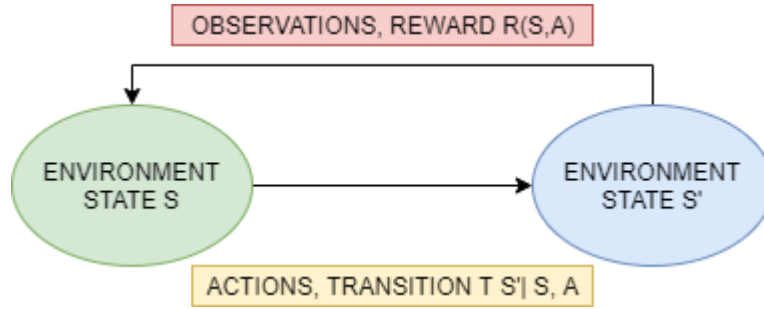 OBSERVATIONS, REWARD R(S,A)
ENVIRONMENT
STATE S
ENVIRONMENT
STATE S'
ACTIONS, TRANSITION T S'| S, A